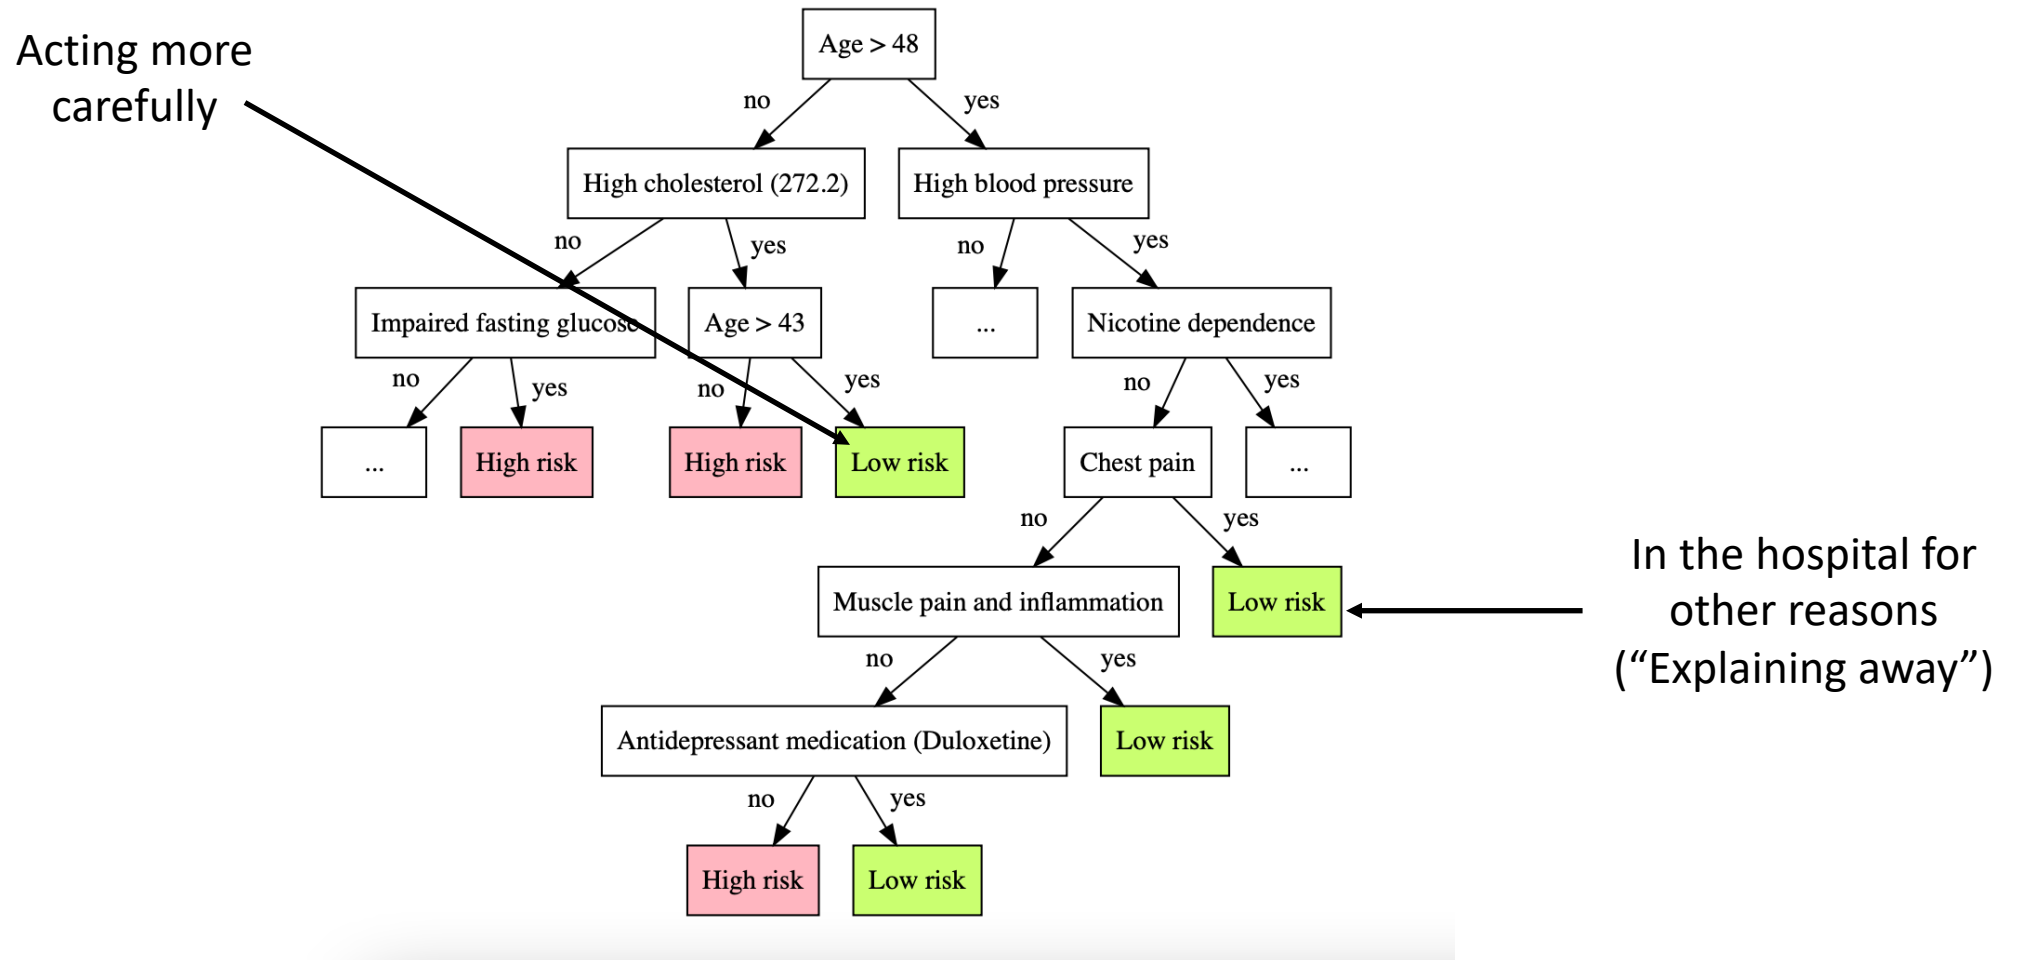 Acting more
carefully
Age > 48
no
yes
High cholesterol (272.2)
High blood pressure
no
yes
no
yes
Impaired fasting glucose
Age > 43
...
Nicotine dependence
no
yes
no
yes
no
yes
...
High risk
High risk
Low risk
Chest pain
...
no
yes
Muscle pain and inflammation
Low risk
In the hospital for
other reasons
(“Explaining away”)
no
yes
Antidepressant medication (Duloxetine)
Low risk
no
yes
High risk
Low risk